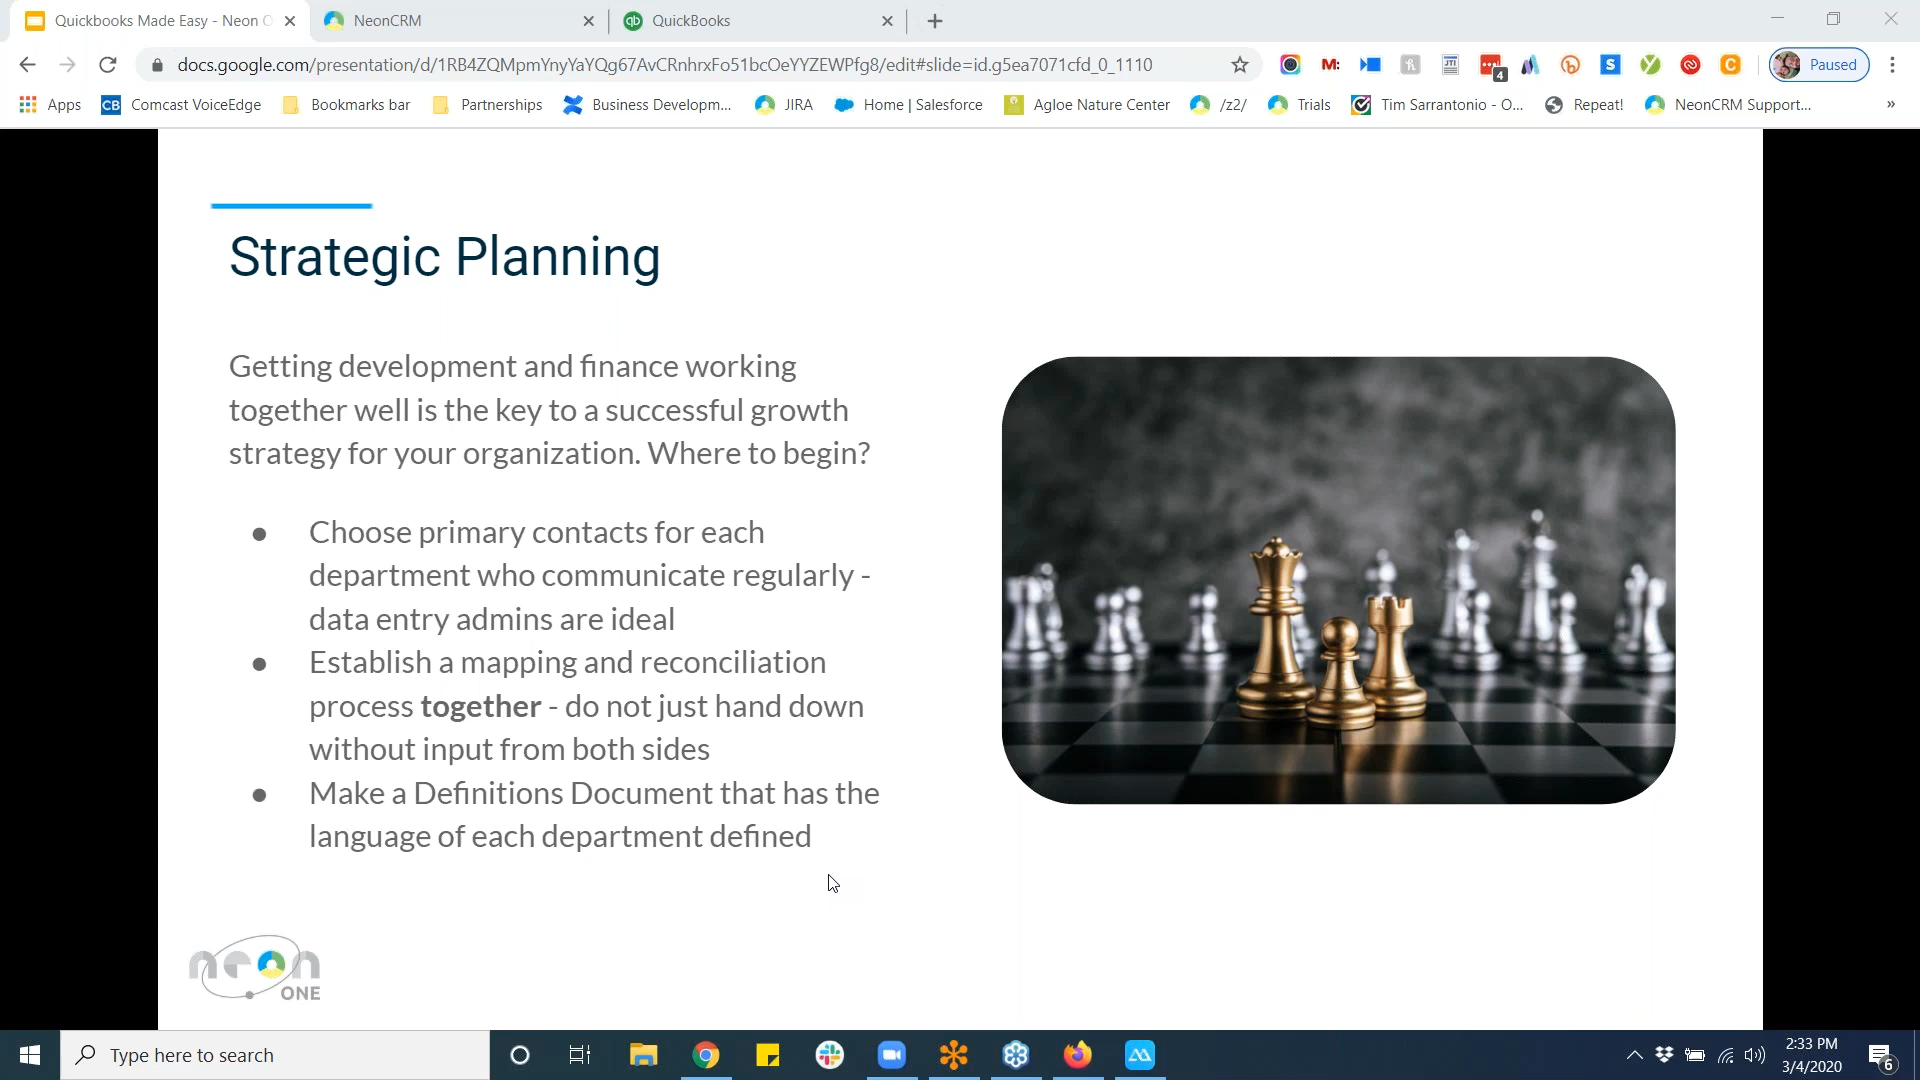 Quickbooks Made Easy - Neon O
NeonCRM
QuickBooks
docs.google.com/presentation/d/1RB4ZQMpmYnyYaYQg67AvCRnhrxFo51bcOeYYZEWPfg8/edit#slide=id.g5ea7071cfd_0_1110
Paused
Apps
Comcast VoiceEdge
Bookmarks bar
Partnerships
Business Developm...
JIRA
Home | Salesforce
Agloe Nature Center
/z2/
Trials
Tim Sarrantonio - O...
Repeat!
NeonCRM Support...
Strategic Planning
Getting development and finance working
together well is the key to a successful growth
strategy for your organization. Where to begin?
● Choose primary contacts for each
department who communicate regularly -
data entry admins are ideal
● Establish a mapping and reconciliation
process together - do not just hand down
without input from both sides
● Make a Definitions Document that has the
language of each department defined
neon
ONE
Type here to search
2:33 PM
3/4/2020
6